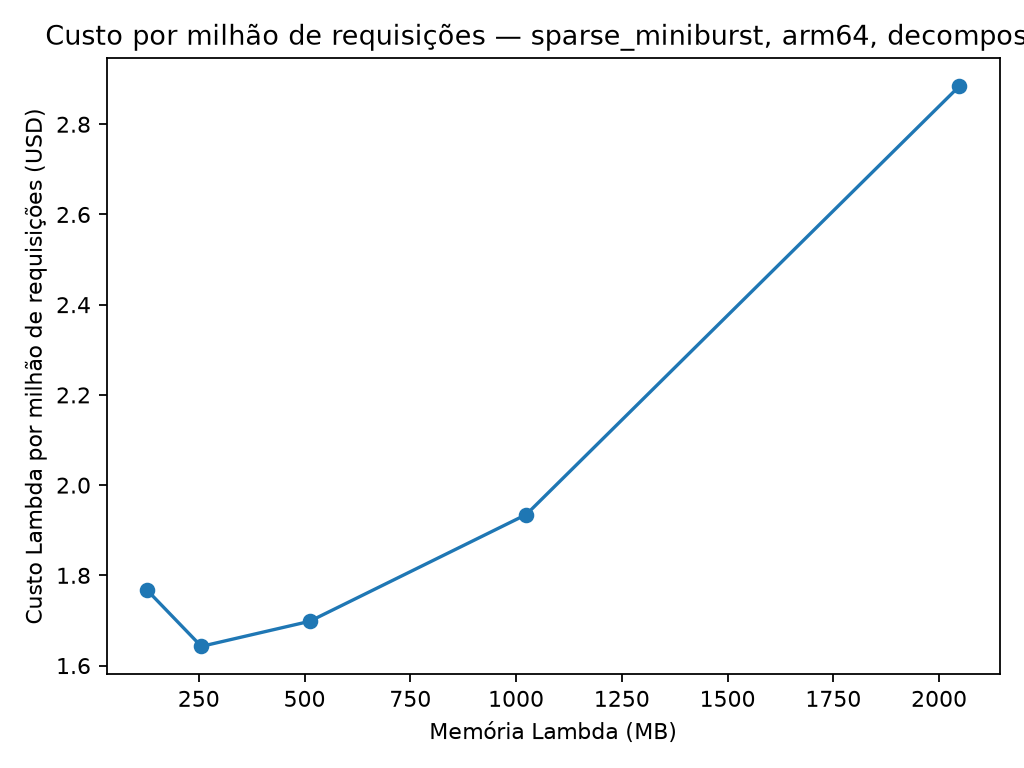 Custo por milhão de requisições — sparse_miniburst, arm64, decompos
Custo Lambda por milhão de requisições (USD)
2.8
2.6
2.4
2.2
2.0
1.8
1.6
250 500 750 1000 1250 1500 1750 2000
Memória Lambda (MB)